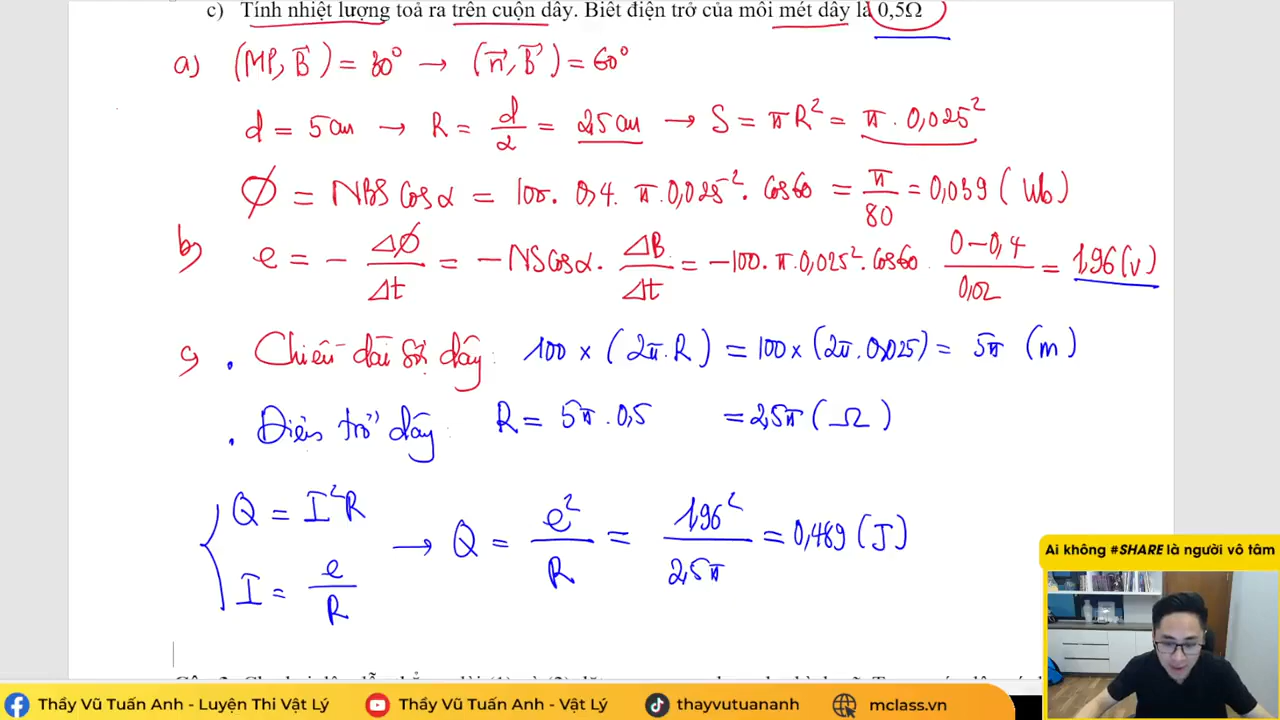 c) Tính nhiệt lượng toả ra trên cuộn dây. Biết điện trở của mỗi mét dây là 0,5Ω
a) (MP, B⃗) = 30° → (n⃗, B⃗) = 60°
d = 5cm → R = d/2 = 2,5cm → S = πR² = π . 0,025²
Ø = NBS Cosα = 100. 0,4. π.0,025². Cos60 = π/80 = 0,039 (Wb)
b) e = - ΔØ/Δt = -NSCosα. ΔB/Δt = -100. π.0,025². Cos60. (0-0,4)/0,02 = 1,96 (V)
c) . Chiều dài sợi dây: 100 × (2π.R) = 100 × (2π.0,025) = 5π (m)
. Điện trở dây: R = 5π . 0,5 = 2,5π (Ω)
Q = I²R
I = e/R
→ Q = e²/R = 1,96²/2,5π = 0,489 (J)
Ai không #SHARE là người vô tâm
Thầy Vũ Tuấn Anh - Luyện Thi Vật Lý
Thầy Vũ Tuấn Anh - Vật Lý
thayvutuananh
mclass.vn